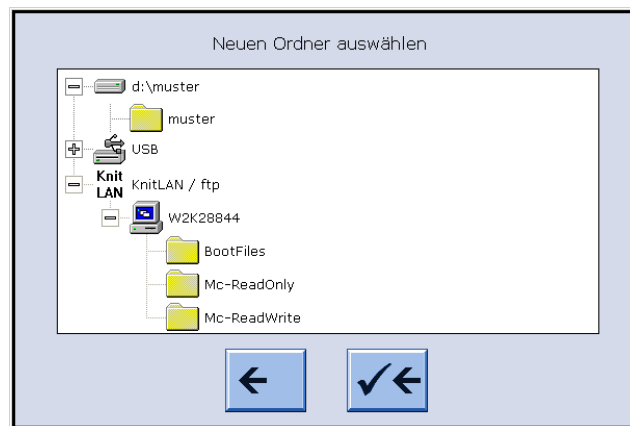 Neuen Ordner auswählen
d:\muster
muster
USB
Knit
LAN KnitLAN / ftp
W2K28844
BootFiles
Mc-ReadOnly
Mc-ReadWrite